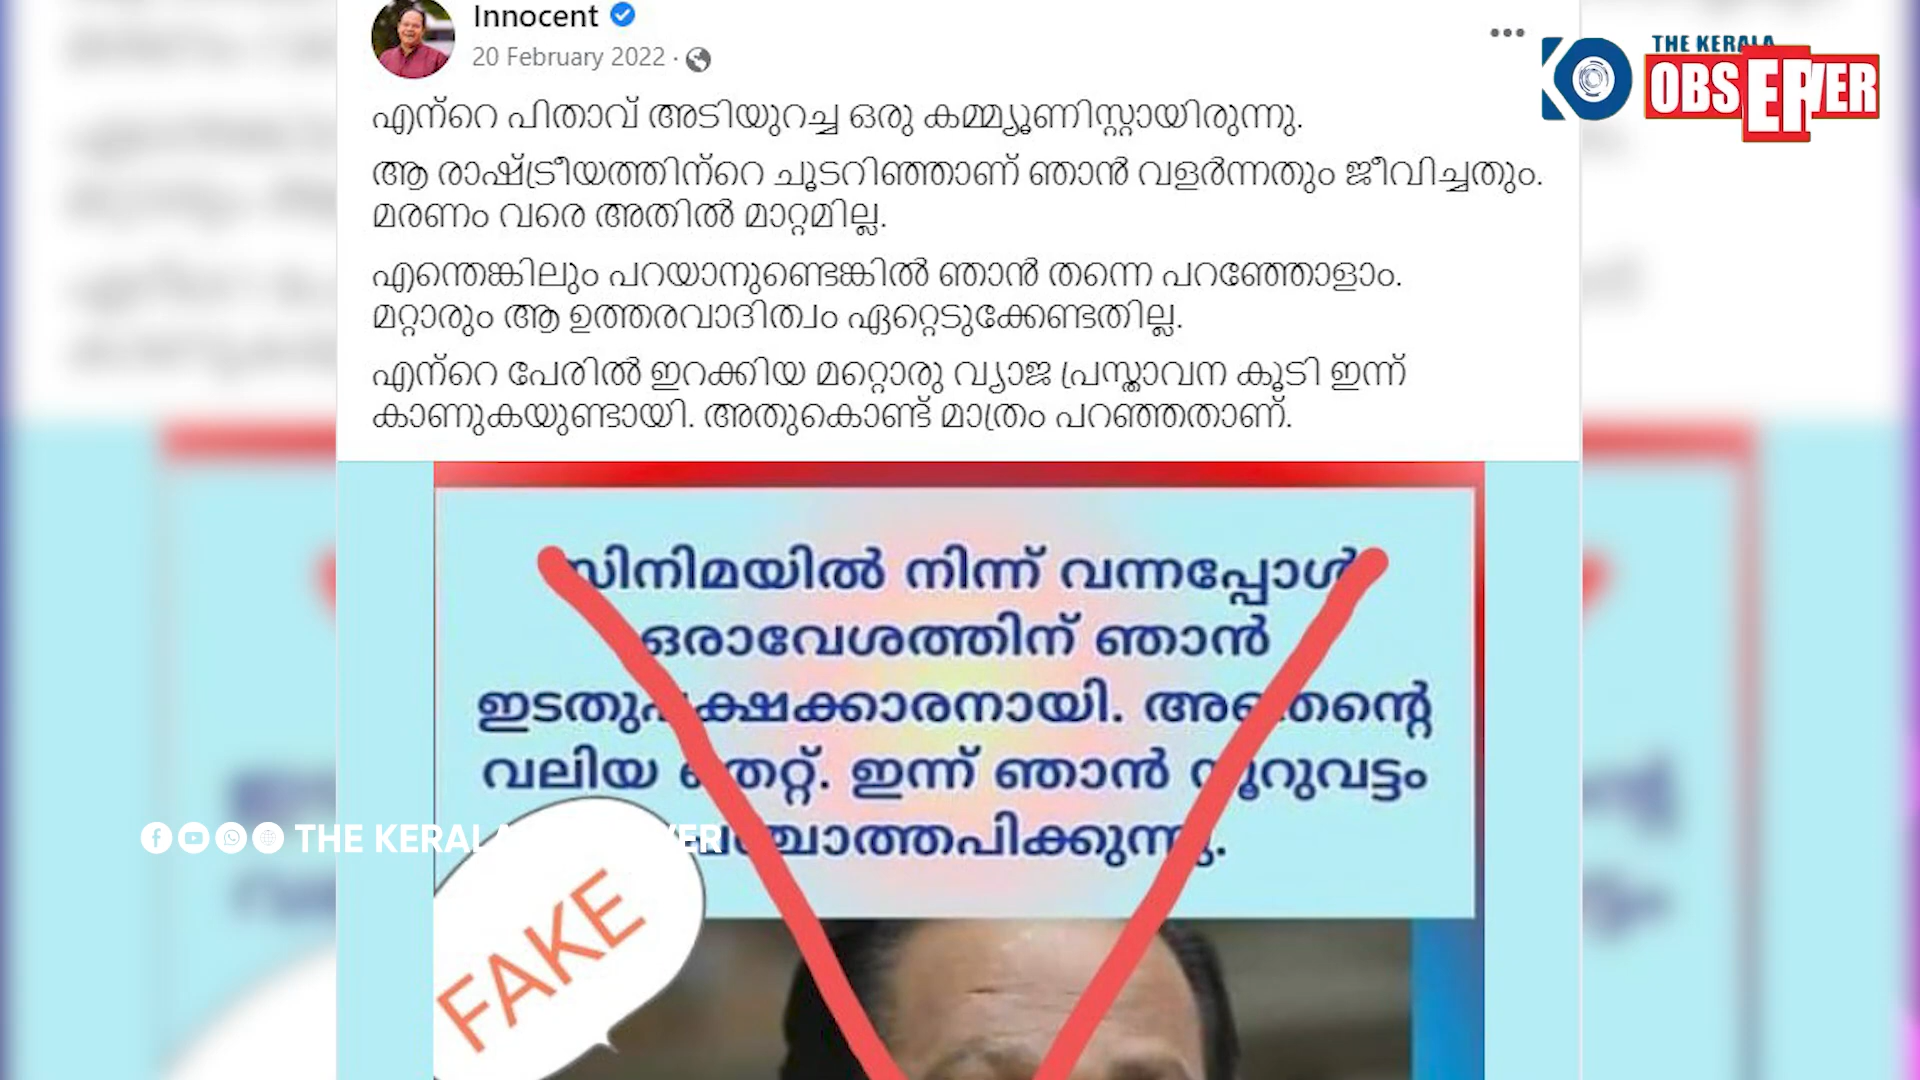 Innocent
20 February 2022 ·
THE KERALA
OBSERVER
എന്റെ പിതാവ് അടിയുറച്ച ഒരു കമ്മ്യൂണിസ്റ്റായിരുന്നു.
ആ രാഷ്ട്രീയത്തിന്റെ ചൂടറിഞ്ഞാണ് ഞാൻ വളർന്നതും ജീവിച്ചതും.
മരണം വരെ അതിൽ മാറ്റമില്ല.
എന്തെങ്കിലും പറയാനുണ്ടെങ്കിൽ ഞാൻ തന്നെ പറഞ്ഞോളാം.
മറ്റാരും ആ ഉത്തരവാദിത്വം ഏറ്റെടുക്കേണ്ടതില്ല.
എന്റെ പേരിൽ ഇറക്കിയ മറ്റൊരു വ്യാജ പ്രസ്താവന കൂടി ഇന്ന്
കാണുകയുണ്ടായി. അതുകൊണ്ട് മാത്രം പറഞ്ഞതാണ്.
സിനിമയിൽ നിന്ന് വന്നപ്പോൾ
ഒരാവേശത്തിന് ഞാൻ
ഇടതുപക്ഷക്കാരനായി. അതെന്റെ
വലിയ തെറ്റ്. ഇന്ന് ഞാൻ നൂറുവട്ടം
പശ്ചാത്തപിക്കുന്നു.
THE KERALA OBSERVER
FAKE